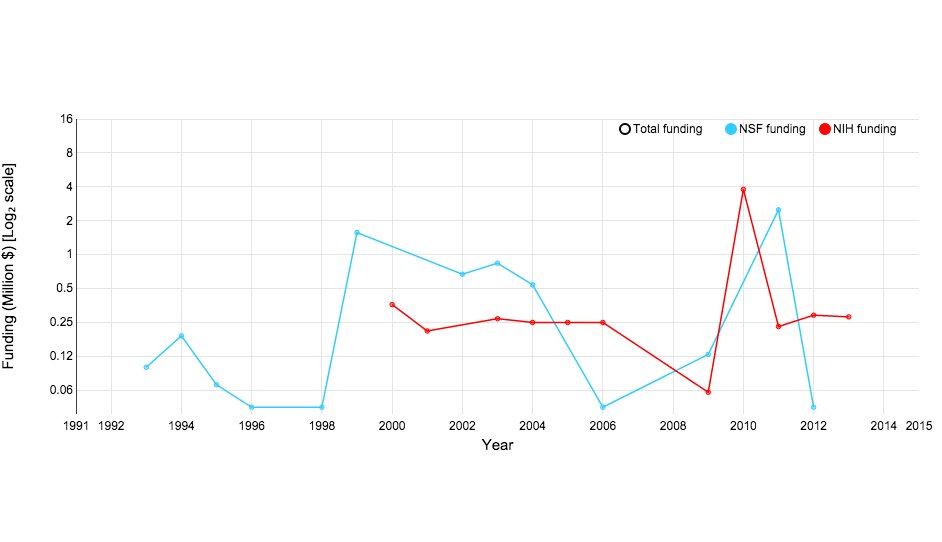 16
Total funding NSF funding NIH funding
8
4
2
1
0.5
0.25
0.12
0.06
Funding (Million $) [Log₂ scale]
1991 1992 1994 1996 1998 2000 2002 2004 2006 2008 2010 2012 2014 2015
Year